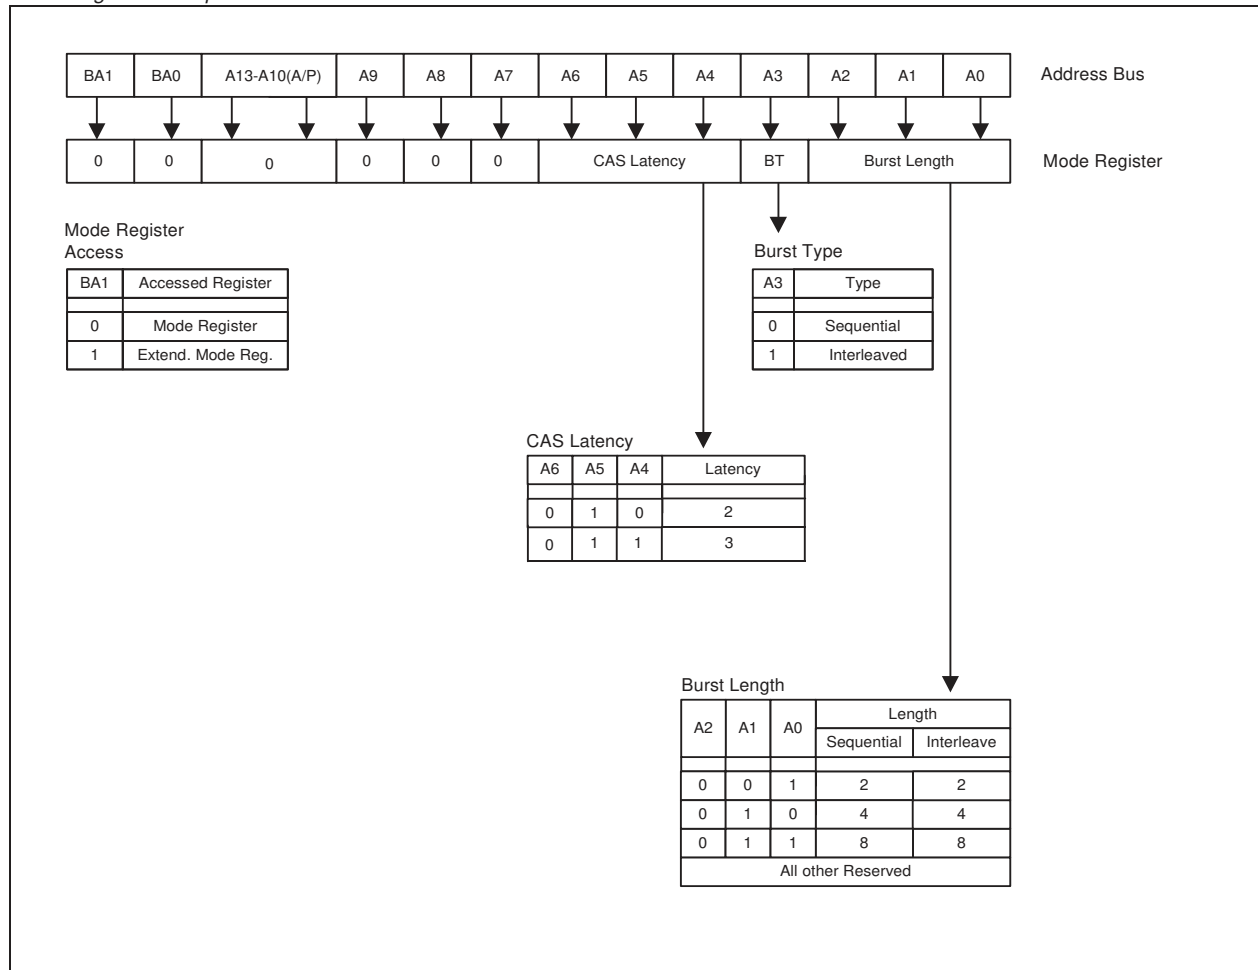 BA1 BA0 A13-A10(A/P) A9 A8 A7 A6 A5 A4 A3 A2 A1 A0 Address Bus
0 0 0 0 0 0 CAS Latency BT Burst Length Mode Register
Mode Register
Access
BA1 Accessed Register
0 Mode Register
1 Extend. Mode Reg.
Burst Type
A3 Type
0 Sequential
1 Interleaved
CAS Latency
A6 A5 A4 Latency
0 1 0 2
0 1 1 3
Burst Length
A2 A1 A0 Length
Sequential Interleave
0 0 1 2 2
0 1 0 4 4
0 1 1 8 8
All other Reserved